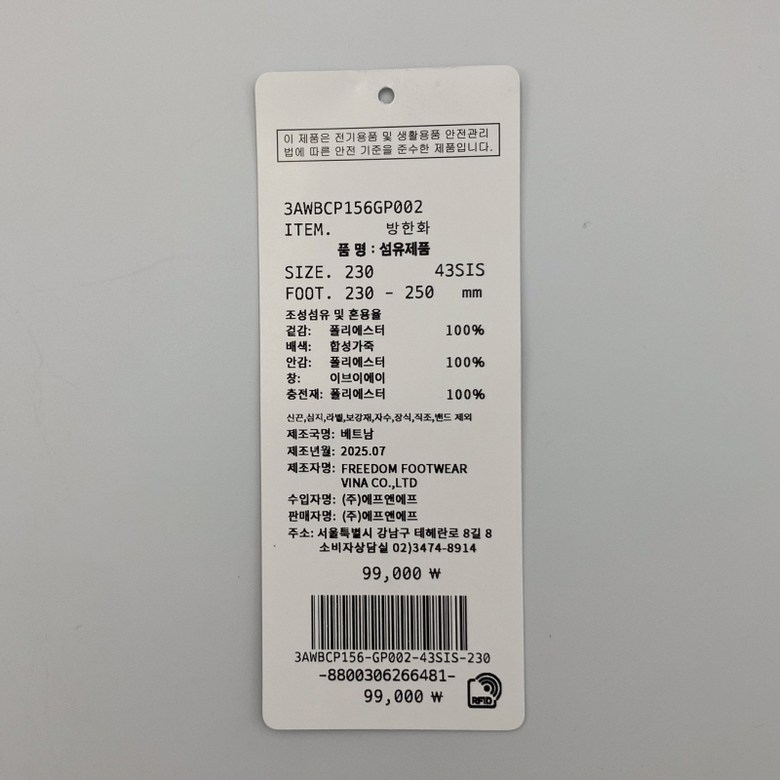 이 제품은 전기용품 및 생활용품 안전관리
법에 따른 안전 기준을 준수한 제품입니다.
3AWBCP156GP002
ITEM. 방한화
품 명 : 섬유제품
SIZE. 230 43SIS
FOOT. 230 - 250 mm
조성섬유 및 혼용율
겉감: 폴리에스터 100%
배색: 합성가죽
안감: 폴리에스터 100%
창: 이브이에이
충전재: 폴리에스터 100%
신끈,심지,라벨,보강재,자수,장식,직조,밴드 제외
제조국명: 베트남
제조년월: 2025.07
제조자명: FREEDOM FOOTWEAR
VINA CO.,LTD
수입자명: (주)에프앤에프
판매자명: (주)에프앤에프
주소: 서울특별시 강남구 테헤란로 8길 8
소비자상담실 02)3474-8914
99,000 ₩
3AWBCP156-GP002-43SIS-230
-8800306266481-
99,000 ₩
RFID